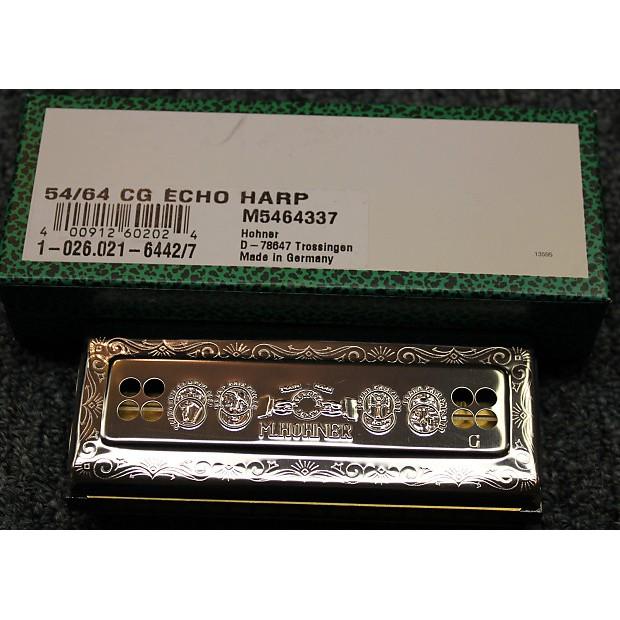 54/64 CG ECHO HARP
M5464337
4 00912 60202 4
Hohner
D-78647 Trossingen
1-026.021-6442/7
Made in Germany
13595
M.HOHNER
G